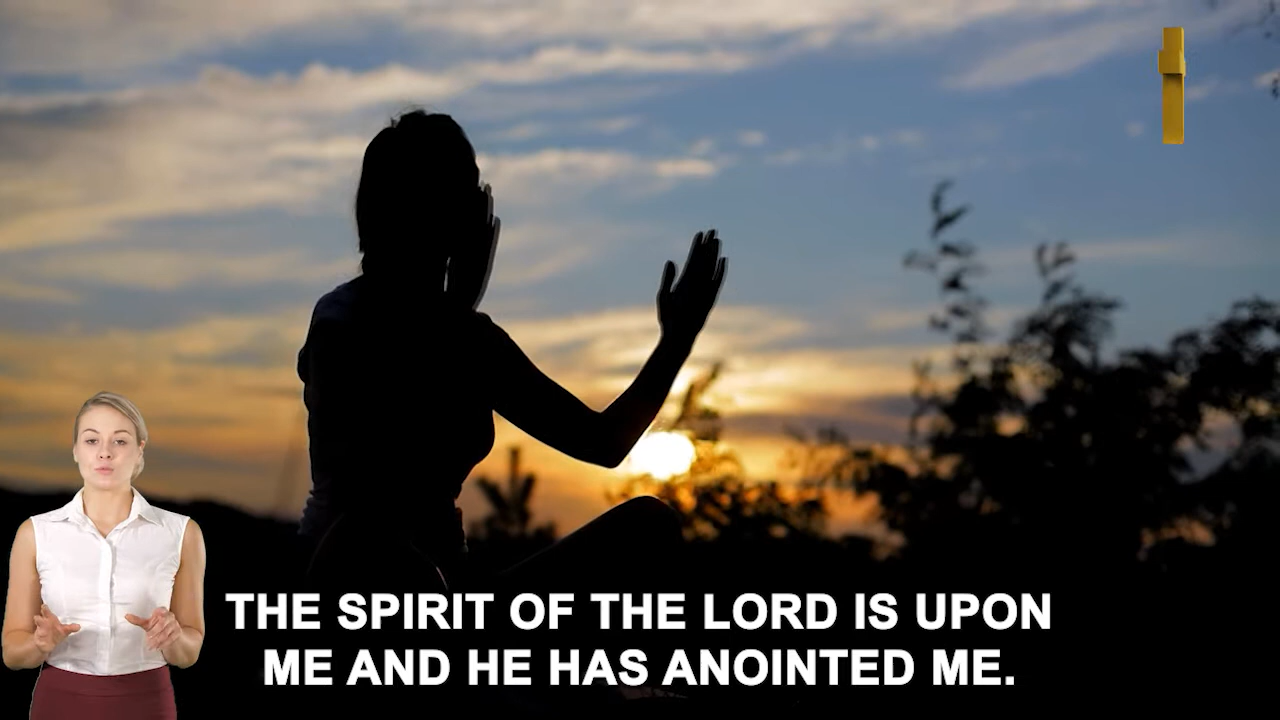 THE SPIRIT OF THE LORD IS UPON
ME AND HE HAS ANOINTED ME.